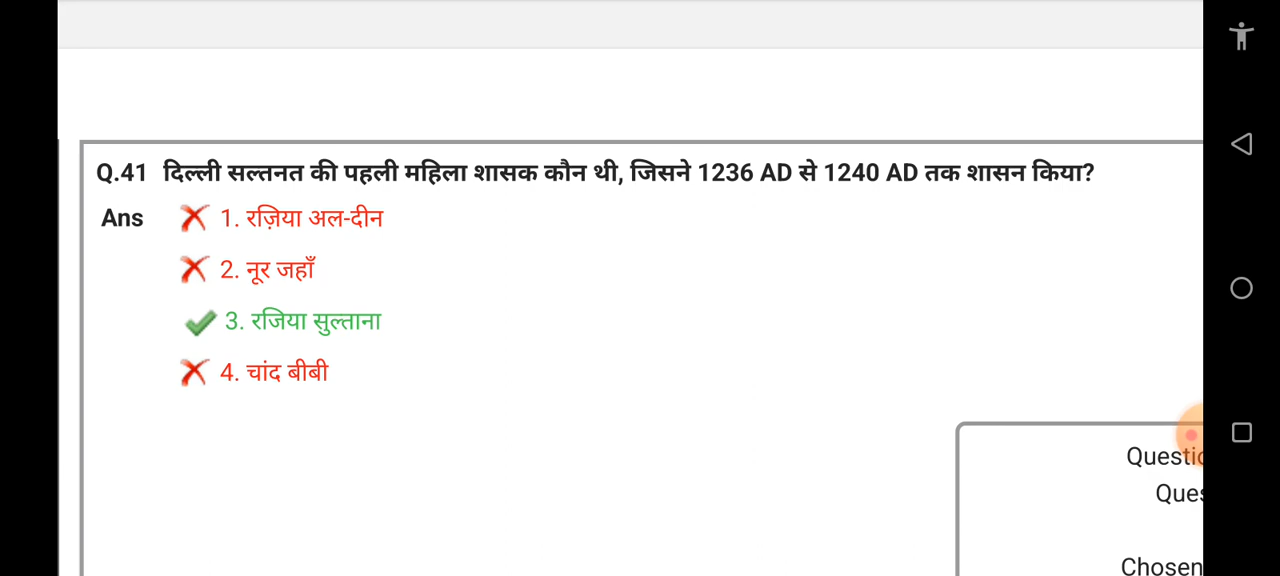 Q.41 दिल्ली सल्तनत की पहली महिला शासक कौन थी, जिसने 1236 AD से 1240 AD तक शासन किया?
Ans 1. रज़िया अल-दीन
2. नूर जहाँ
3. रजिया सुल्ताना
4. चांद बीबी
Chosen